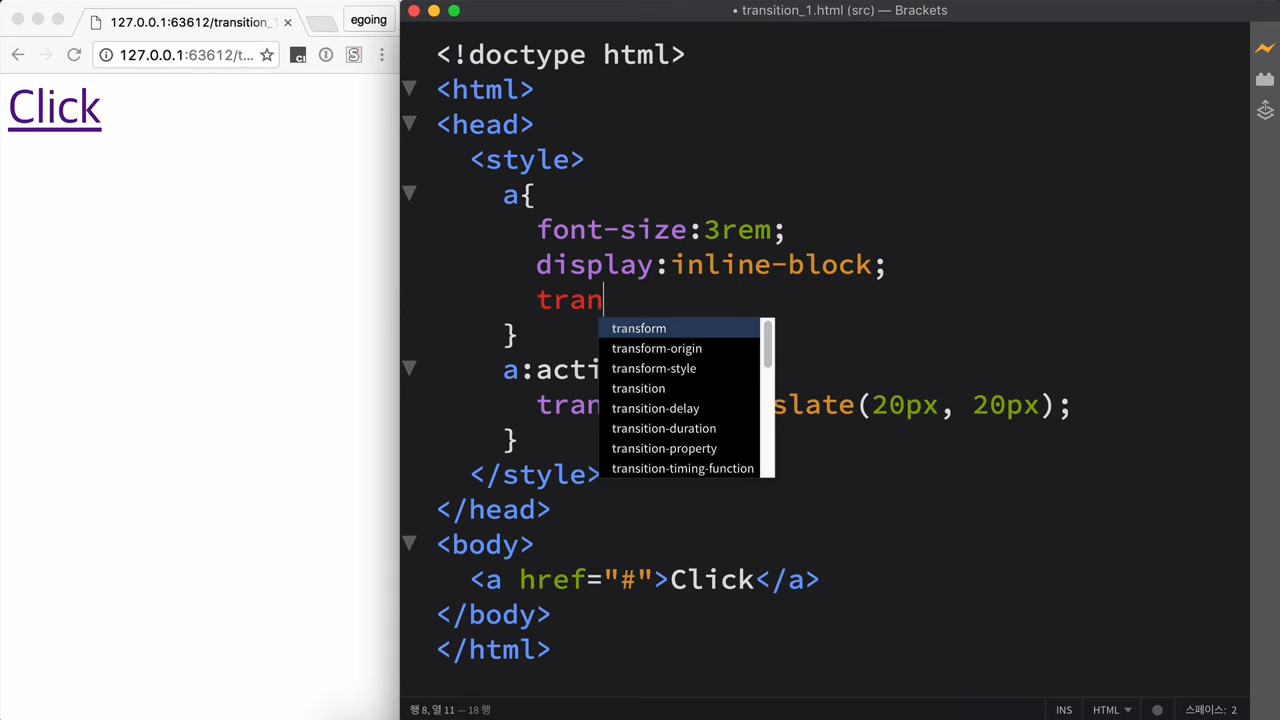 127.0.0.1:63612/transition_1
egoing
127.0.0.1:63612/t...
Click
• transition_1.html (src) — Brackets
<!doctype html>
<html>
<head>
<style>
a{
font-size:3rem;
display:inline-block;
tran
transform
transform-origin
transform-style
transition
transition-delay
transition-duration
transition-property
transition-timing-function
}
a:acti
tran slate(20px, 20px);
}
</style>
</head>
<body>
<a href="#">Click</a>
</body>
</html>
행 8, 열 11 — 18 행
INS
HTML
스페이스: 2